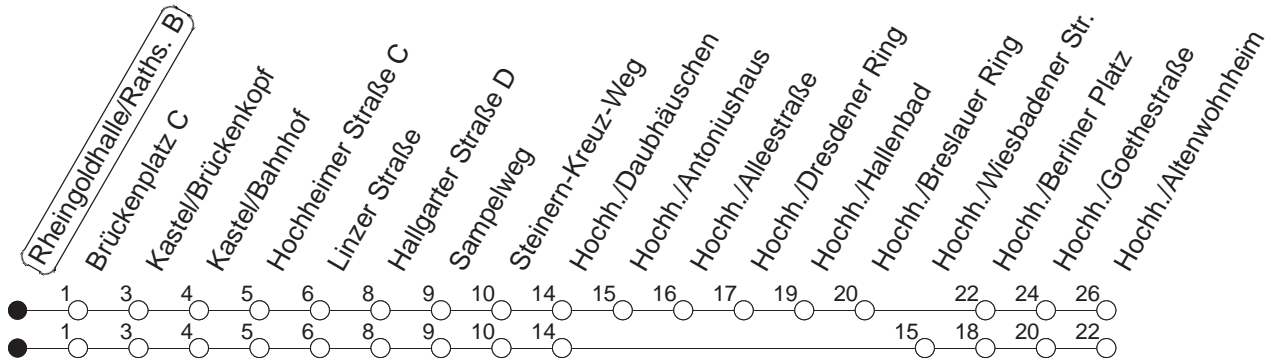 Rheingoldhalle/Raths. B
Brückenplatz C
Kastel/Brückenkopf
Kastel/Bahnhof
Hochheimer Straße C
Linzer Straße
Hallgarter Straße D
Sampelweg
Steinern-Kreuz-Weg
Hochh./Daubhäuschen
Hochh./Antoniushaus
Hochh./Alleestraße
Hochh./Dresdener Ring
Hochh./Hallenbad
Hochh./Breslauer Ring
Hochh./Wiesbadener Str.
Hochh./Berliner Platz
Hochh./Goethestraße
Hochh./Altenwohnheim
1 3 4 5 6 8 9 10 14 15 16 17 19 20 22 24 26
1 3 4 5 6 8 9 10 14 15 18 20 22